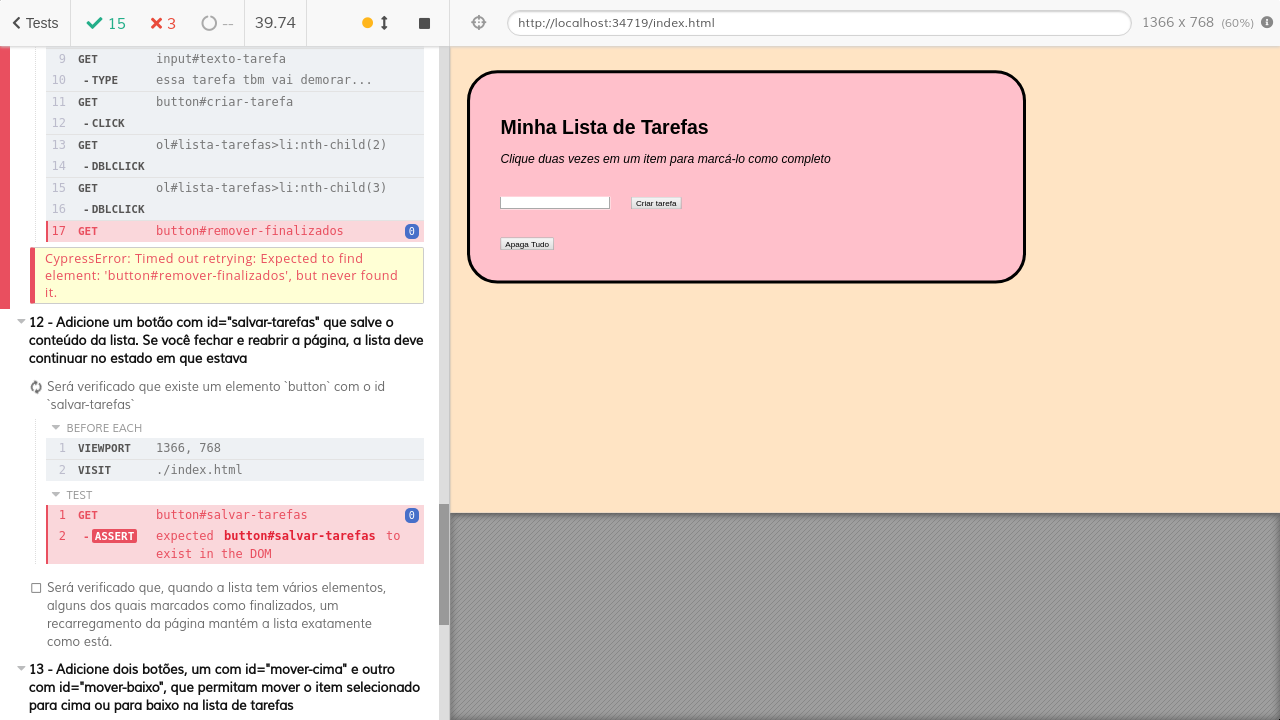 Tests 15 3 -- 39.74 http://localhost:34719/index.html 1366 x 768 (60%)
9 GET input#texto-tarefa
10 -TYPE essa tarefa tbm vai demorar...
11 GET button#criar-tarefa
12 -CLICK
13 GET ol#lista-tarefas>li:nth-child(2)
14 -DBLCLICK
15 GET ol#lista-tarefas>li:nth-child(3)
16 -DBLCLICK
17 GET button#remover-finalizados 0
CypressError: Timed out retrying: Expected to find
element: 'button#remover-finalizados', but never found
it.
12 - Adicione um botão com id="salvar-tarefas" que salve o
conteúdo da lista. Se você fechar e reabrir a página, a lista deve
continuar no estado em que estava
Será verificado que existe um elemento `button` com o id
`salvar-tarefas`
BEFORE EACH
1 VIEWPORT 1366, 768
2 VISIT ./index.html
TEST
1 GET button#salvar-tarefas 0
2 -ASSERT expected button#salvar-tarefas to
exist in the DOM
Será verificado que, quando a lista tem vários elementos,
alguns dos quais marcados como finalizados, um
recarregamento da página mantém a lista exatamente
como está.
13 - Adicione dois botões, um com id="mover-cima" e outro
com id="mover-baixo", que permitam mover o item selecionado
para cima ou para baixo na lista de tarefas
Minha Lista de Tarefas
Clique duas vezes em um item para marcá-lo como completo
Criar tarefa
Apaga Tudo